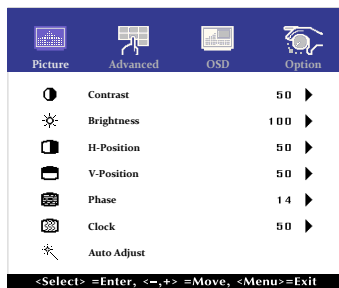 Picture Advanced OSD Option
Contrast 50
Brightness 100
H-Position 50
V-Position 50
Phase 14
Clock 50
Auto Adjust
<Select> =Enter, <−,+> =Move, <Menu>=Exit